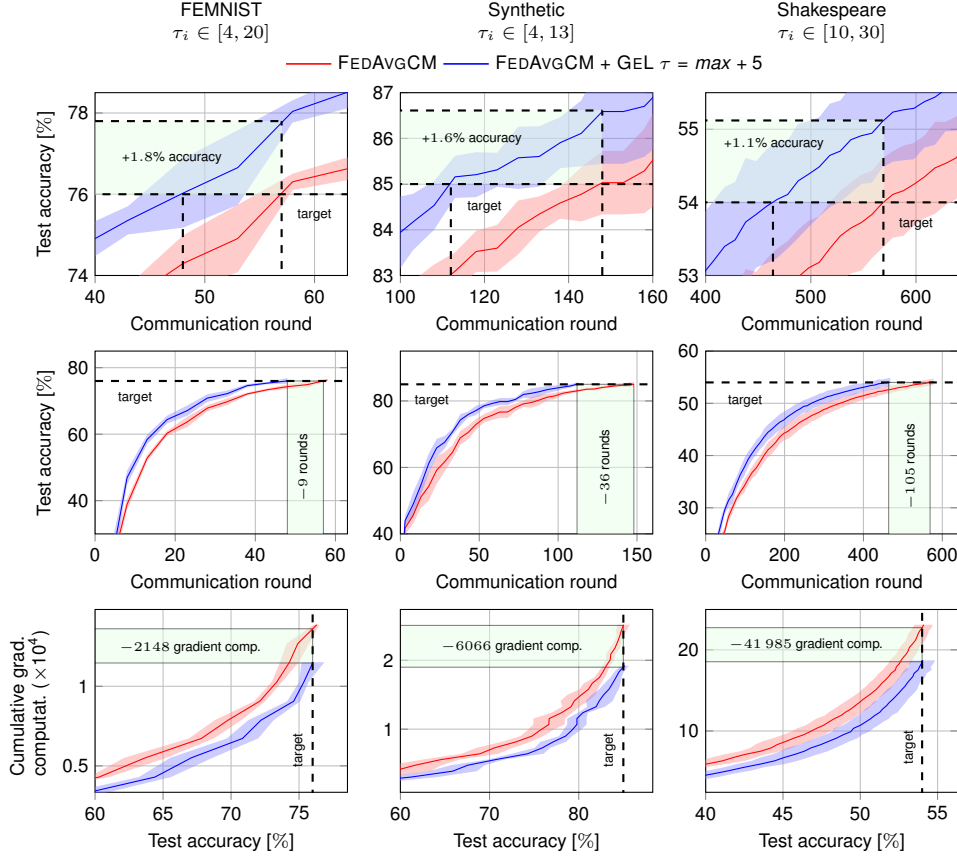 FEMNIST Synthetic Shakespeare
τi ∈ [4, 20] τi ∈ [4, 13] τi ∈ [10, 30]
FEDAVGCM FEDAVGCM + GEL τ = max + 5
Test accuracy [%]
78
76
74
+1.8% accuracy
target
40 50 60
Communication round
87
86
85
84
83
+1.6% accuracy
target
100 120 140 160
Communication round
55
54
53
+1.1% accuracy
target
400 500 600
Communication round
Test accuracy [%]
80
60
40
target
−9 rounds
0 20 40 60
Communication round
100
80
60
40
target
−36 rounds
0 50 100 150
Communication round
60
50
40
30
target
−105 rounds
0 200 400 600
Communication round
Cumulative grad.
computat. (×10⁴)
1
0.5
−2148 gradient comp.
target
60 65 70 75
Test accuracy [%]
2
1
−6066 gradient comp.
target
60 70 80
Test accuracy [%]
20
10
−41 985 gradient comp.
target
40 45 50 55
Test accuracy [%]